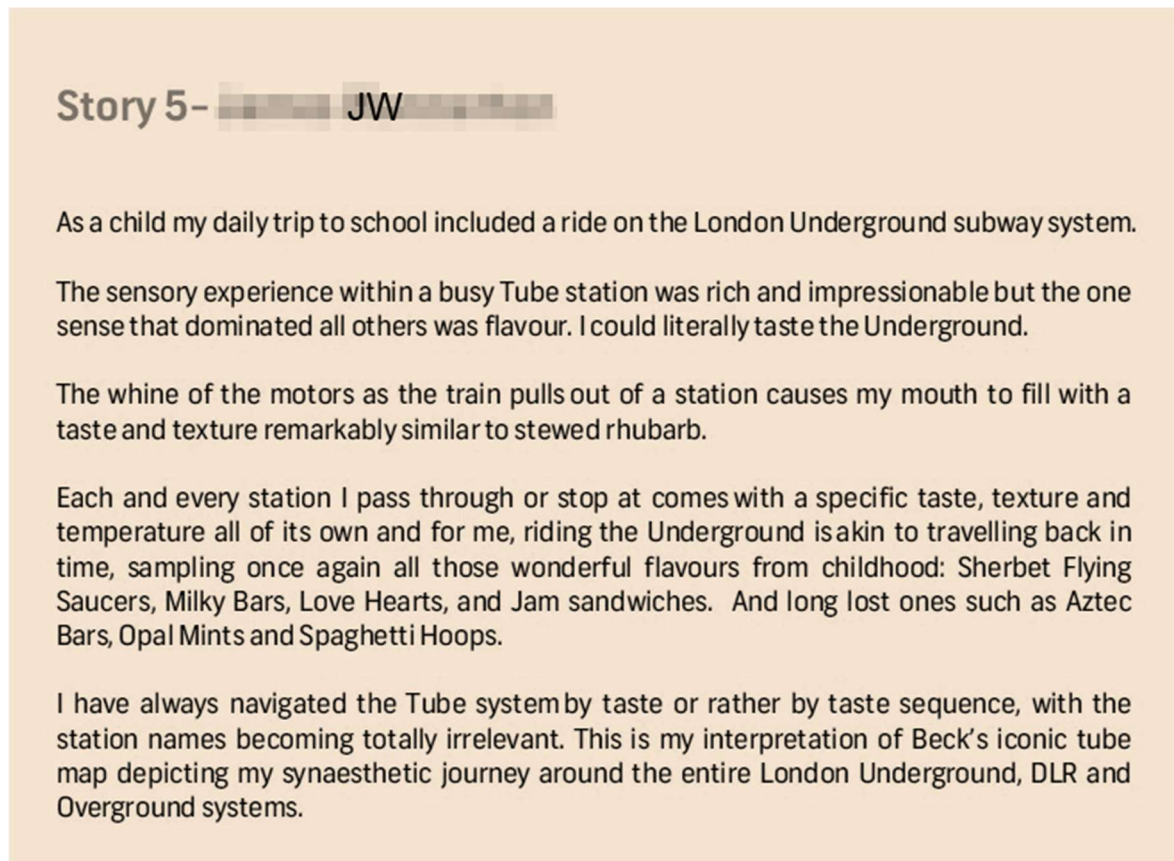 Story 5- JW
As a child my daily trip to school included a ride on the London Underground subway system.
The sensory experience within a busy Tube station was rich and impressionable but the one
sense that dominated all others was flavour. I could literally taste the Underground.
The whine of the motors as the train pulls out of a station causes my mouth to fill with a
taste and texture remarkably similar to stewed rhubarb.
Each and every station I pass through or stop at comes with a specific taste, texture and
temperature all of its own and for me, riding the Underground is akin to travelling back in
time, sampling once again all those wonderful flavours from childhood: Sherbet Flying
Saucers, Milky Bars, Love Hearts, and Jam sandwiches. And long lost ones such as Aztec
Bars, Opal Mints and Spaghetti Hoops.
I have always navigated the Tube system by taste or rather by taste sequence, with the
station names becoming totally irrelevant. This is my interpretation of Beck's iconic tube
map depicting my synaesthetic journey around the entire London Underground, DLR and
Overground systems.